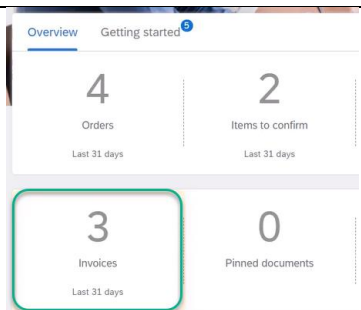 Overview Getting started 5
4 2
Orders Items to confirm
Last 31 days Last 31 days
3 0
Invoices Pinned documents
Last 31 days